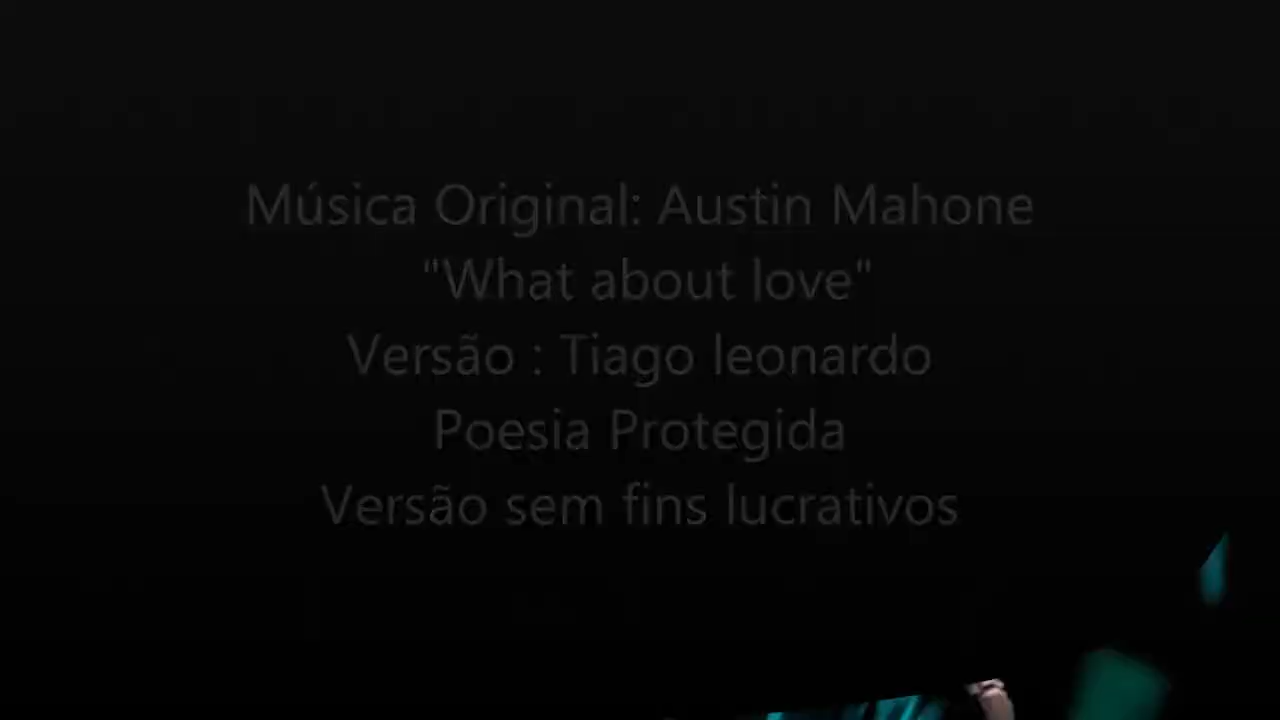 Música Original: Austin Mahone
"What about love"
Versão : Tiago leonardo
Poesia Protegida
Versão sem fins lucrativos